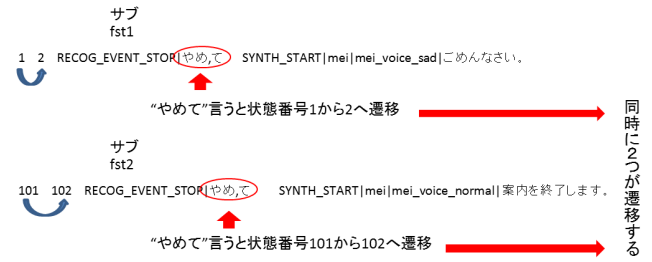 サブ
fst1
1 2 RECOG_EVENT_STOP|やめ,て SYNTH_START|mei|mei_voice_sad|ごめんなさい。
“やめて”言うと状態番号1から2へ遷移
サブ
fst2
101 102 RECOG_EVENT_STOP|やめ,て SYNTH_START|mei|mei_voice_normal|案内を終了します。
“やめて”言うと状態番号101から102へ遷移
同時に2つが遷移する